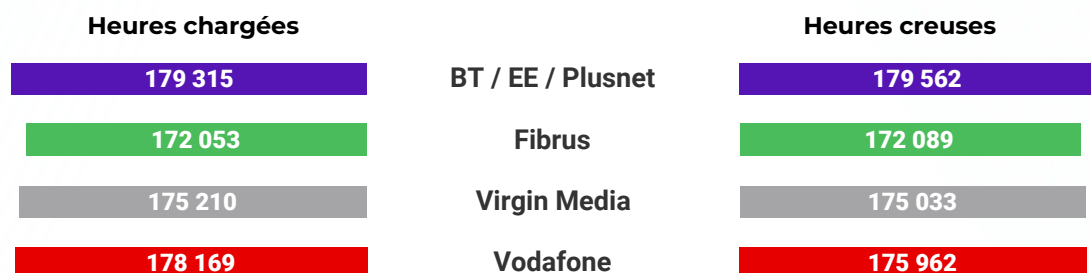 Heures chargées Heures creuses
179 315 BT / EE / Plusnet 179 562
172 053 Fibrus 172 089
175 210 Virgin Media 175 033
178 169 Vodafone 175 962